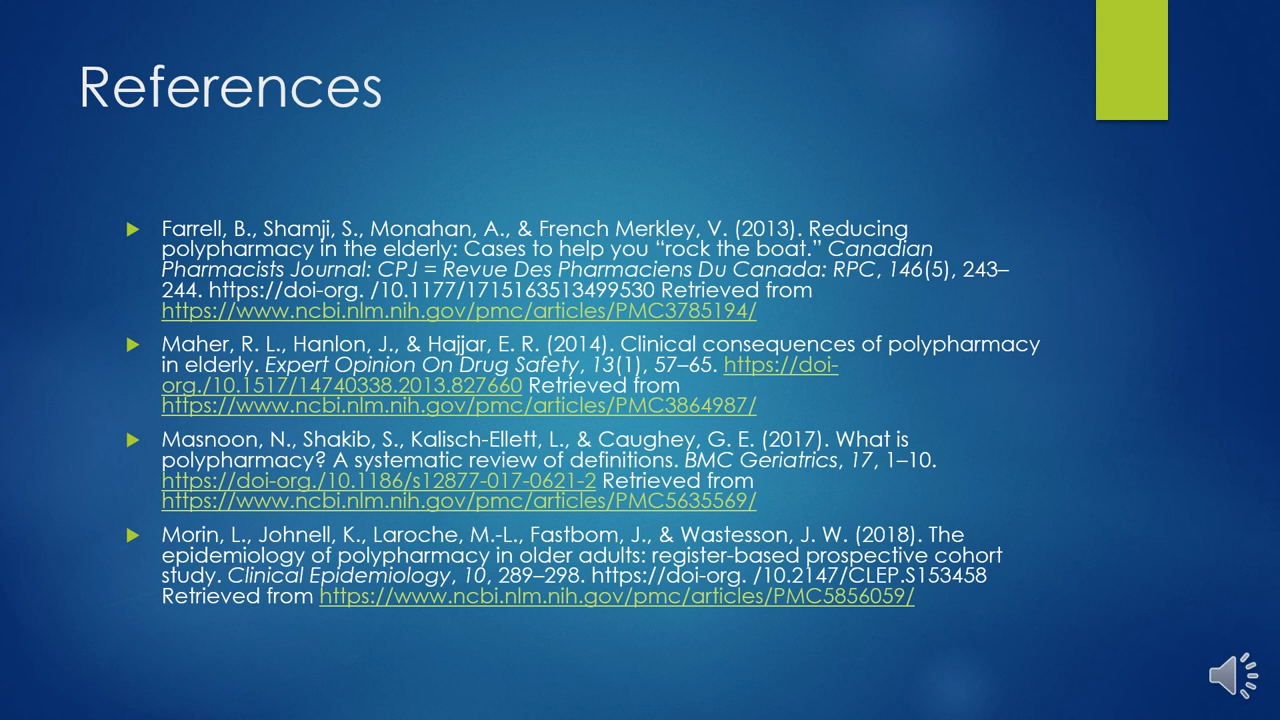 References
Farrell, B., Shamji, S., Monahan, A., & French Merkley, V. (2013). Reducing
polypharmacy in the elderly: Cases to help you “rock the boat.” Canadian
Pharmacists Journal: CPJ = Revue Des Pharmaciens Du Canada: RPC, 146(5), 243–
244. https://doi-org. /10.1177/1715163513499530 Retrieved from
https://www.ncbi.nlm.nih.gov/pmc/articles/PMC3785194/
Maher, R. L., Hanlon, J., & Hajjar, E. R. (2014). Clinical consequences of polypharmacy
in elderly. Expert Opinion On Drug Safety, 13(1), 57–65. https://doi-
org./10.1517/14740338.2013.827660 Retrieved from
https://www.ncbi.nlm.nih.gov/pmc/articles/PMC3864987/
Masnoon, N., Shakib, S., Kalisch-Ellett, L., & Caughey, G. E. (2017). What is
polypharmacy? A systematic review of definitions. BMC Geriatrics, 17, 1–10.
https://doi-org./10.1186/s12877-017-0621-2 Retrieved from
https://www.ncbi.nlm.nih.gov/pmc/articles/PMC5635569/
Morin, L., Johnell, K., Laroche, M.-L., Fastbom, J., & Wastesson, J. W. (2018). The
epidemiology of polypharmacy in older adults: register-based prospective cohort
study. Clinical Epidemiology, 10, 289–298. https://doi-org. /10.2147/CLEP.S153458
Retrieved from https://www.ncbi.nlm.nih.gov/pmc/articles/PMC5856059/